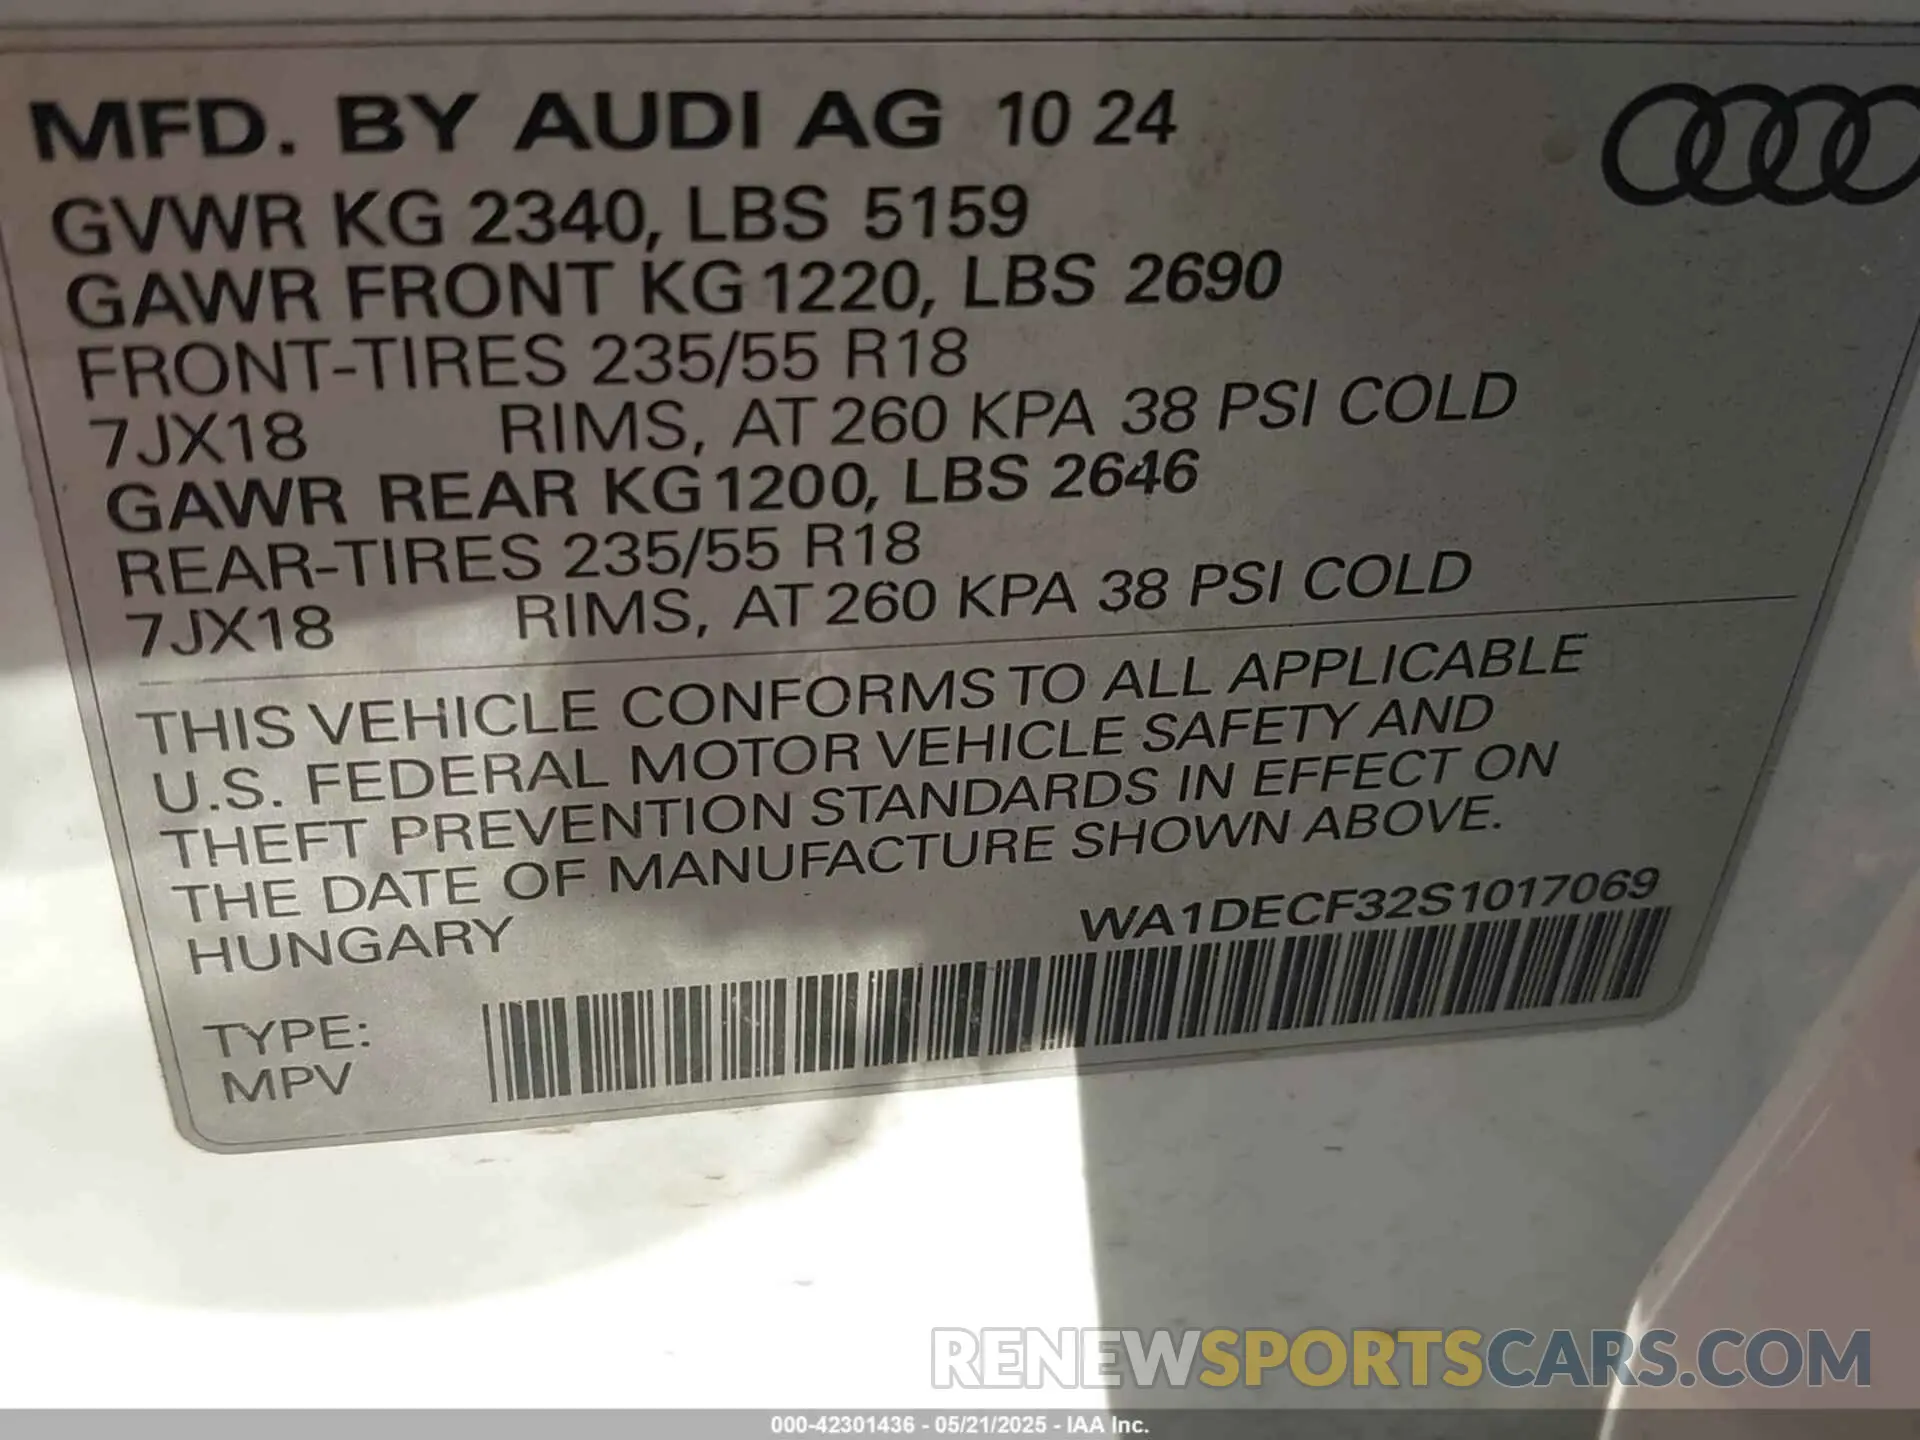 MFD. BY AUDI AG 10 24
GVWR KG 2340, LBS 5159
GAWR FRONT KG 1220, LBS 2690
FRONT-TIRES 235/55 R18
7JX18 RIMS, AT 260 KPA 38 PSI COLD
GAWR REAR KG 1200, LBS 2646
REAR-TIRES 235/55 R18
7JX18 RIMS, AT 260 KPA 38 PSI COLD
THIS VEHICLE CONFORMS TO ALL APPLICABLE
U.S. FEDERAL MOTOR VEHICLE SAFETY AND
THEFT PREVENTION STANDARDS IN EFFECT ON
THE DATE OF MANUFACTURE SHOWN ABOVE.
HUNGARY
WA1DECF32S1017069
TYPE:
MPV
RENEWSPORTSCARS.COM
000-42301436 - 05/21/2025 - IAA Inc.